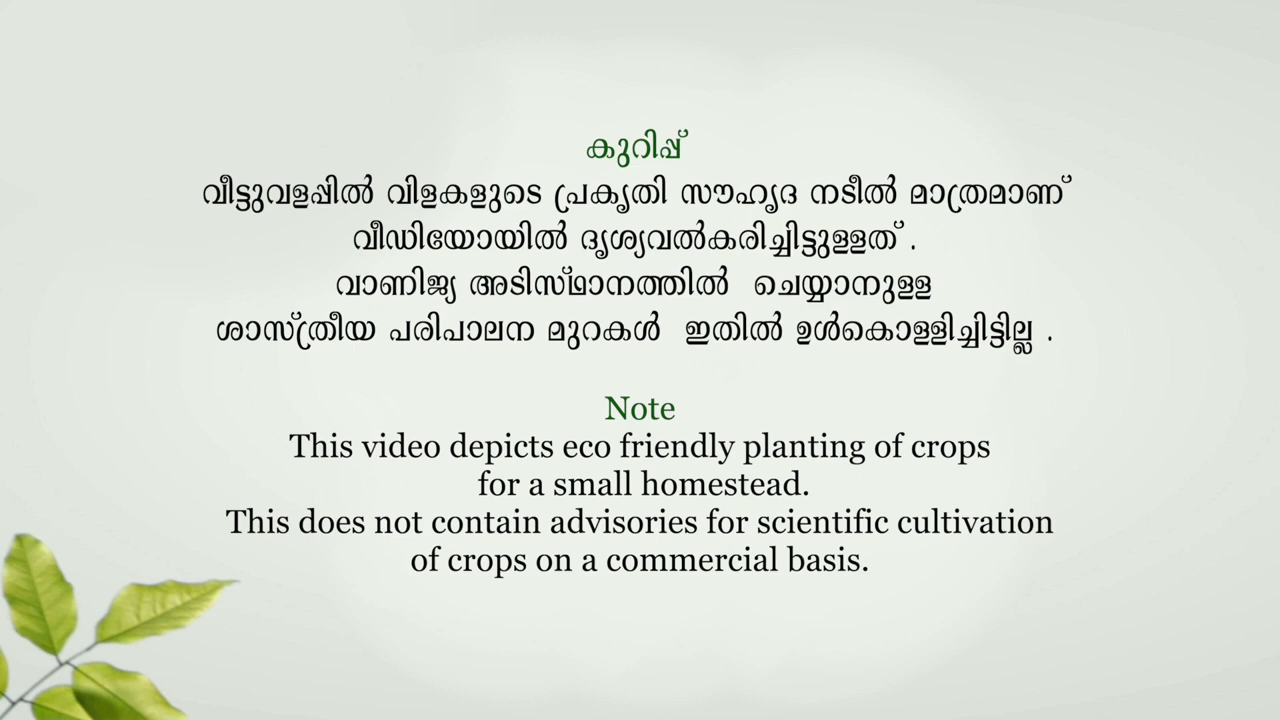 കുറിപ്പ്
വീട്ടുവളപ്പിൽ വിളകളുടെ പ്രകൃതി സൗഹൃദ നടീൽ മാത്രമാണ്
വീഡിയോയിൽ ദൃശ്യവൽകരിച്ചിട്ടുള്ളത് .
വാണിജ്യ അടിസ്ഥാനത്തിൽ ചെയ്യാനുള്ള
ശാസ്ത്രീയ പരിപാലന മുറകൾ ഇതിൽ ഉൾകൊള്ളിച്ചിട്ടില്ല .
Note
This video depicts eco friendly planting of crops
for a small homestead.
This does not contain advisories for scientific cultivation
of crops on a commercial basis.